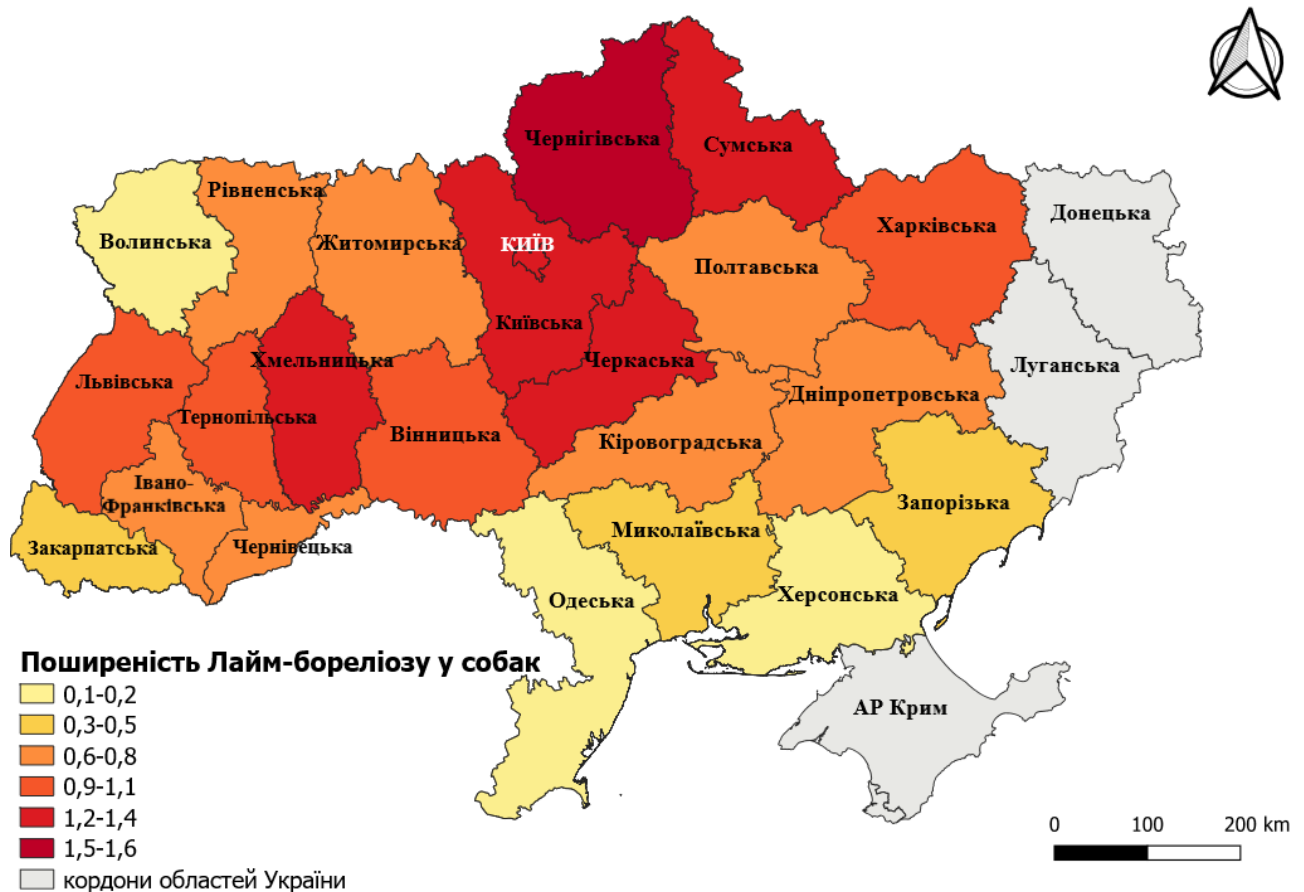 Чернігівська
Сумська
Рівненська
Волинська
Житомирська
КИЇВ
Харківська
Донецька
Полтавська
Київська
Хмельницька
Черкаська
Луганська
Львівська
Тернопільська
Дніпропетровська
Вінницька
Кіровоградська
Івано-
Франківська
Запорізька
Миколаївська
Закарпатська
Чернівецька
Одеська
Херсонська
АР Крим
Поширеність Лайм-бореліозу у собак
0,1-0,2
0,3-0,5
0,6-0,8
0,9-1,1
1,2-1,4
1,5-1,6
кордони областей України
0 100 200 km